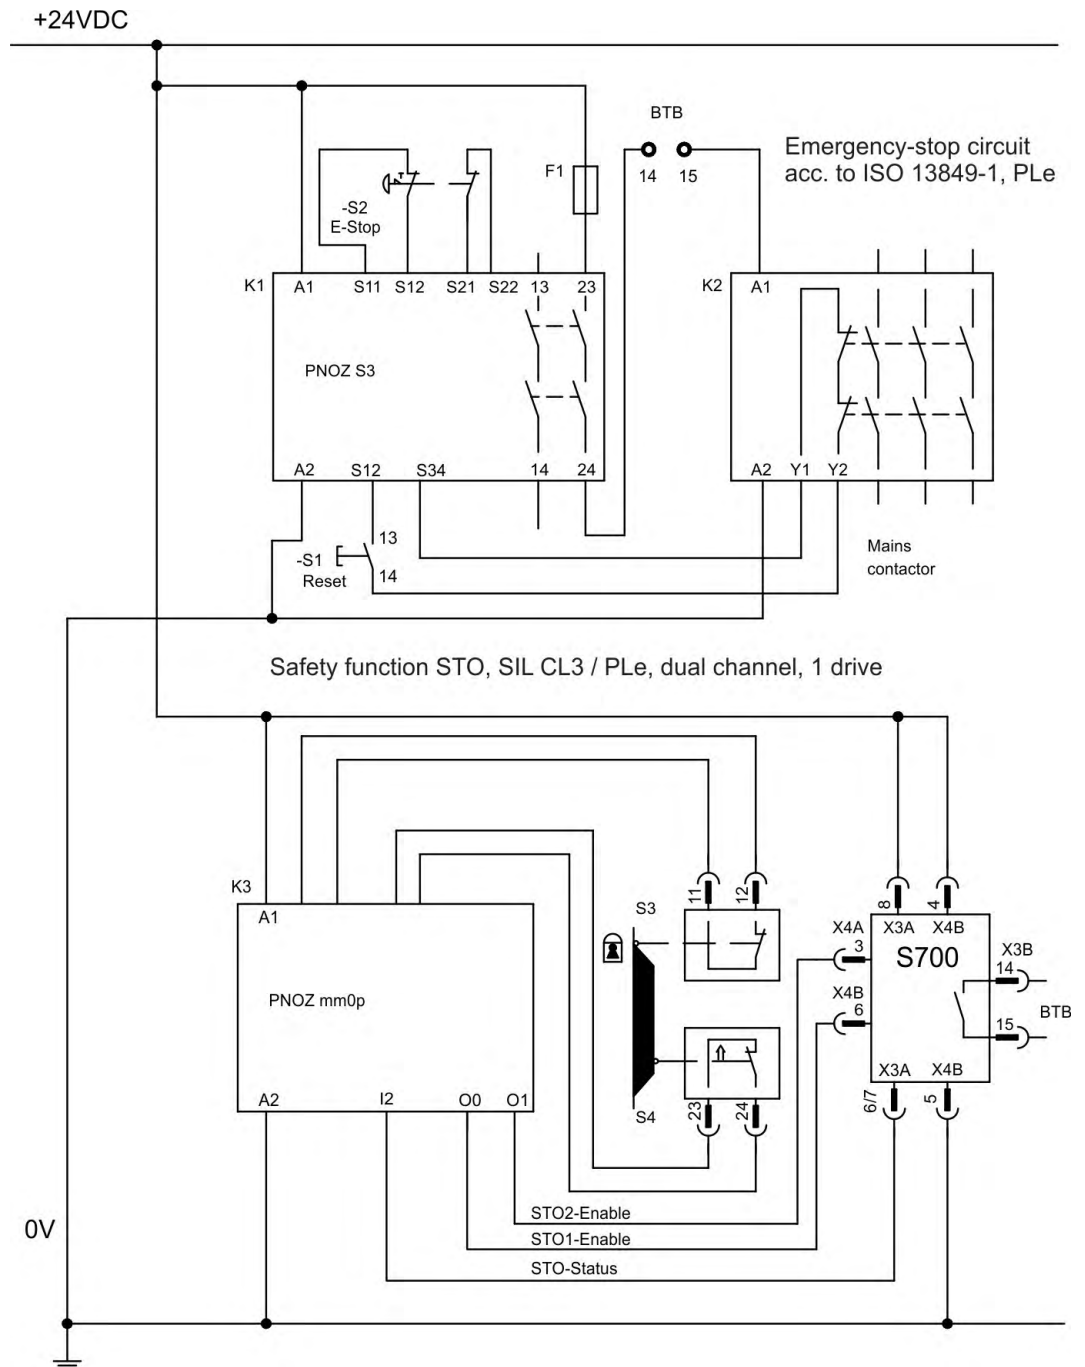 +24VDC
BTB
Emergency-stop circuit
acc. to ISO 13849-1, PLe
F1
14 15
-S2
E-Stop
K1 A1 S11 S12 S21 S22 13 23
K2 A1
PNOZ S3
A2 S12 S34 14 24
A2 Y1 Y2
13
-S1
Reset
14
Mains
contactor
Safety function STO, SIL CL3 / PLe, dual channel, 1 drive
K3
A1
S3
11 12
8 4
X4A
3
X3A X4B
S700
X3B
14
X4B
6
15
BTB
PNOZ mm0p
X3A X4B
A2 I2 O0 O1
S4
23 24
6/7 5
STO2-Enable
0V
STO1-Enable
STO-Status